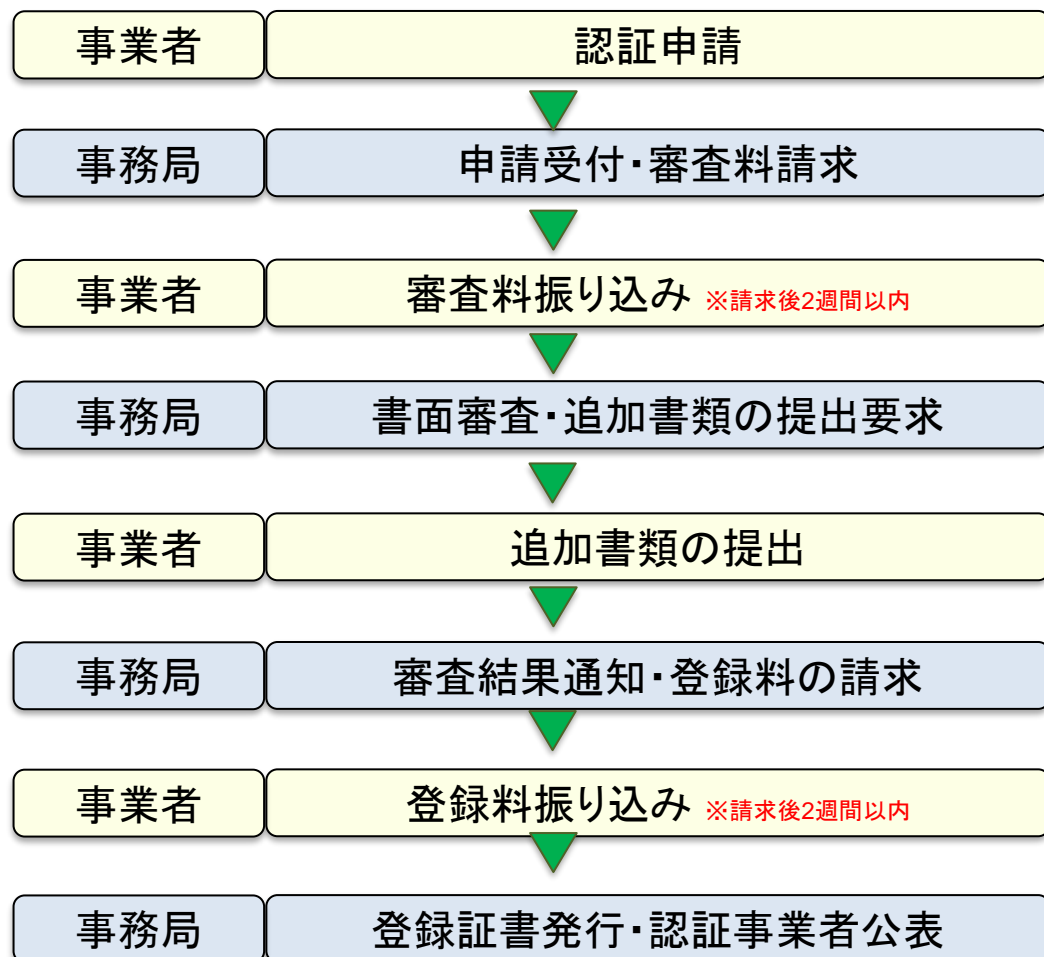 事業者 認証申請
事務局 申請受付・審査料請求
事業者 審査料振り込み ※請求後2週間以内
事務局 書面審査・追加書類の提出要求
事業者 追加書類の提出
事務局 審査結果通知・登録料の請求
事業者 登録料振り込み ※請求後2週間以内
事務局 登録証書発行・認証事業者公表